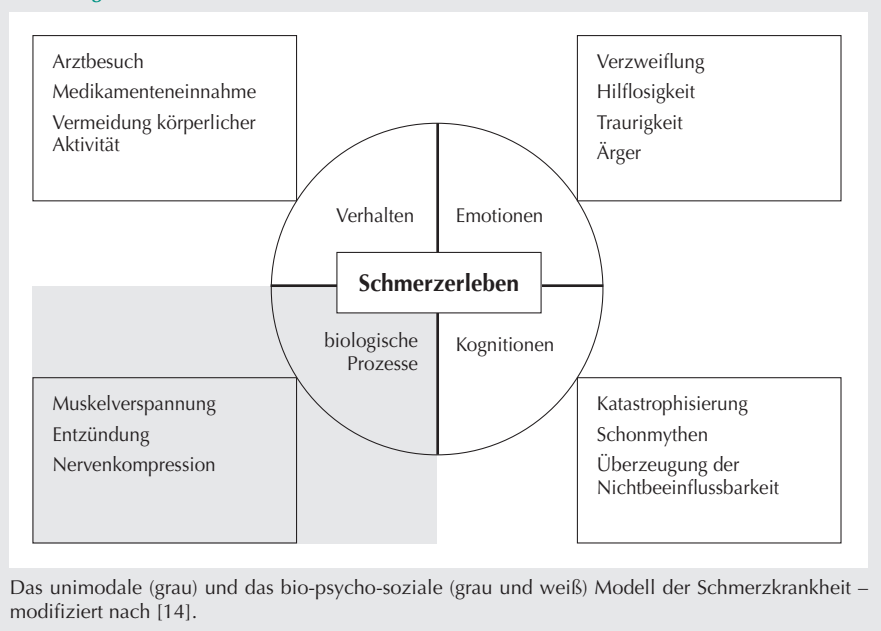 Arztbesuch
Medikamenteneinnahme
Vermeidung körperlicher
Aktivität
Verzweiflung
Hilflosigkeit
Traurigkeit
Ärger
Verhalten
Emotionen
Schmerzerleben
biologische
Prozesse
Kognitionen
Muskelverspannung
Entzündung
Nervenkompression
Katastrophisierung
Schonmythen
Überzeugung der
Nichtbeeinflussbarkeit
Das unimodale (grau) und das bio-psycho-soziale (grau und weiß) Modell der Schmerzkrankheit –
modifiziert nach [14].